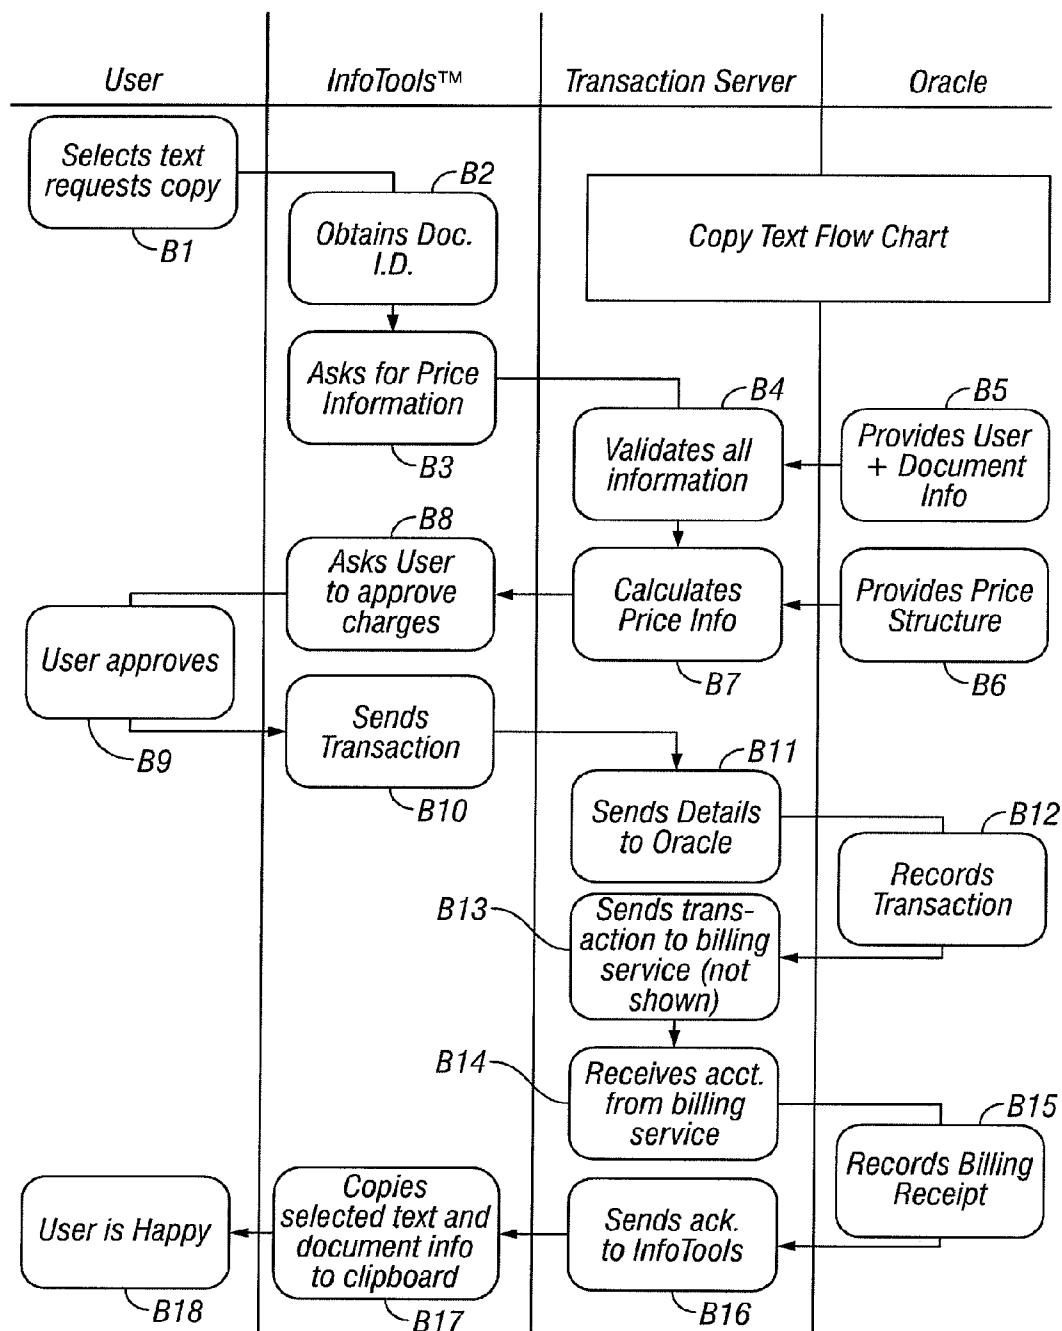 User
InfoTools™
Transaction Server
Oracle
Selects text
requests copy
B1
B2
Obtains Doc.
I.D.
Copy Text Flow Chart
Asks for Price
Information
B3
B4
Validates all
information
B5
Provides User
+ Document
Info
B8
Asks User
to approve
charges
Calculates
Price Info
B7
Provides Price
Structure
B6
User approves
B9
Sends
Transaction
B10
B11
Sends Details
to Oracle
B12
Records
Transaction
B13
Sends trans-
action to billing
service (not
shown)
B14
Receives acct.
from billing
service
B15
Records Billing
Receipt
Sends ack.
to InfoTools
B16
Copies
selected text and
document info
to clipboard
B17
User is Happy
B18